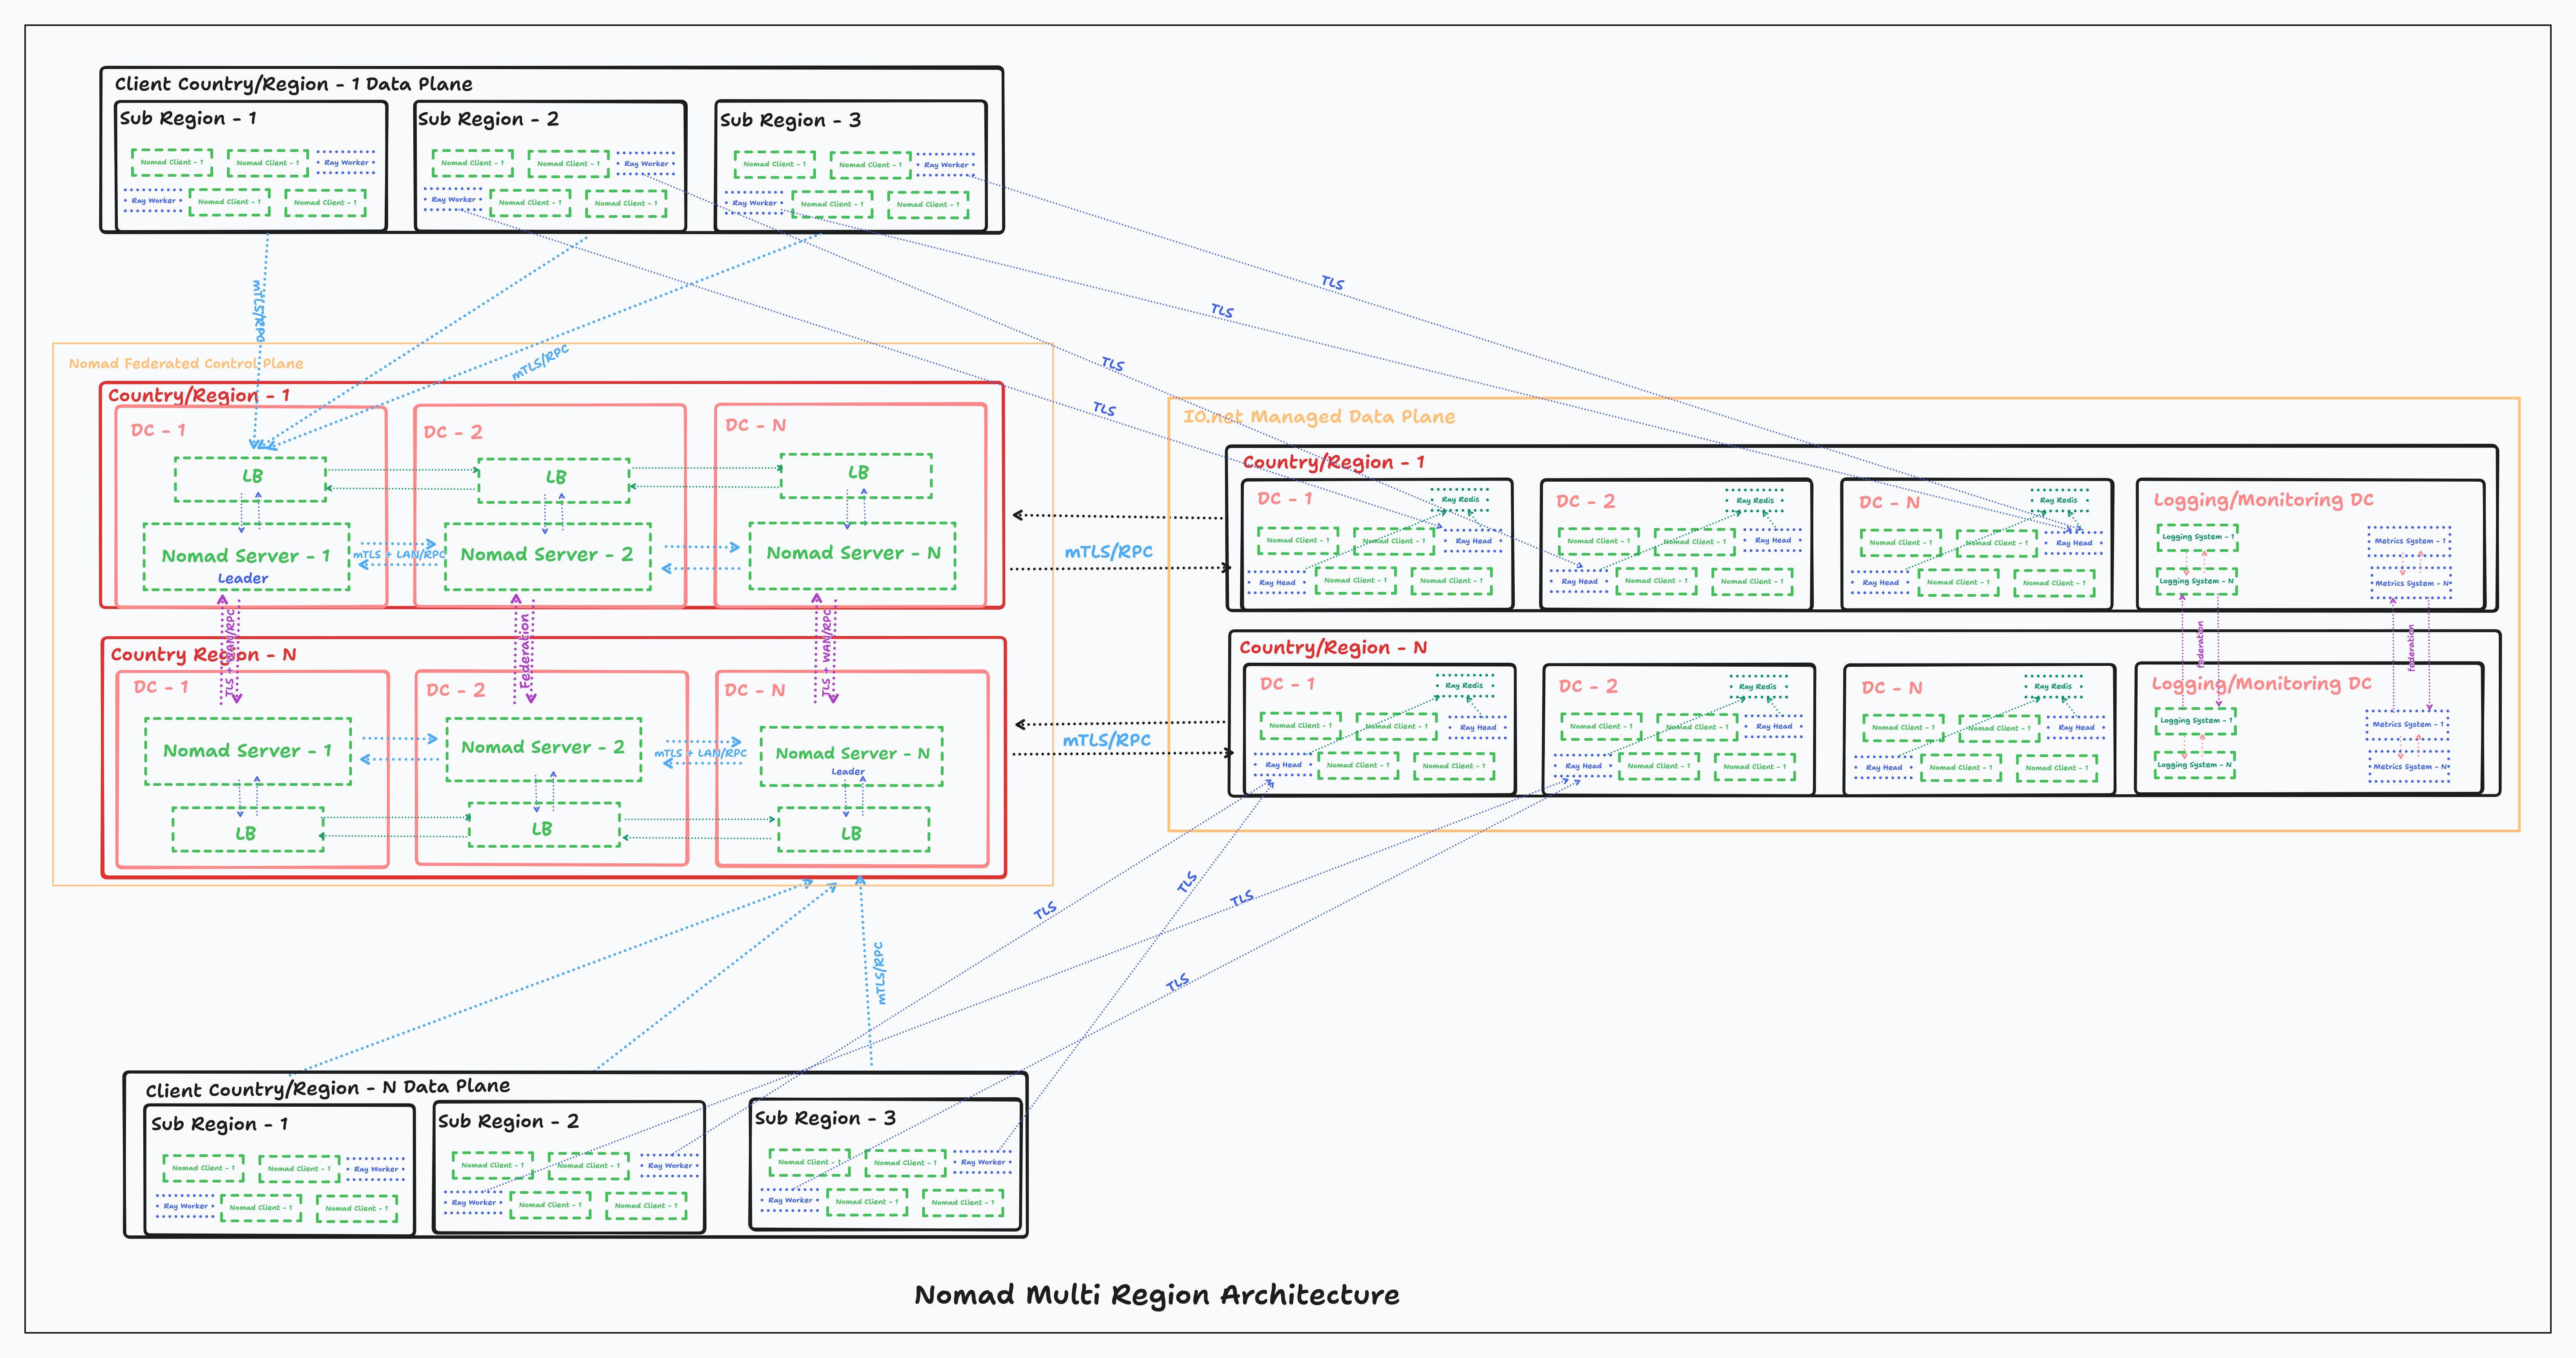 Client Country/Region - 1 Data Plane
Sub Region - 1
Nomad Client - 1
Nomad Client - 1
Ray Worker
Ray Worker
Nomad Client - 1
Nomad Client - 1
Sub Region - 2
Nomad Client - 1
Nomad Client - 1
Ray Worker
Ray Worker
Nomad Client - 1
Nomad Client - 1
Sub Region - 3
Nomad Client - 1
Nomad Client - 1
Ray Worker
Ray Worker
Nomad Client - 1
Nomad Client - 1
mTLS/RPC
mTLS/RPC
TLS
TLS
TLS
TLS
Nomad Federated Control Plane
Country/Region - 1
DC - 1
LB
Nomad Server - 1
Leader
mTLS + LAN/RPC
DC - 2
LB
Nomad Server - 2
DC - N
LB
Nomad Server - N
TLS + WAN/RPC
Federation
TLS + WAN/RPC
Country Region - N
DC - 1
Nomad Server - 1
LB
DC - 2
Nomad Server - 2
LB
mTLS + LAN/RPC
DC - N
Nomad Server - N
Leader
LB
mTLS/RPC
mTLS/RPC
IO.net Managed Data Plane
Country/Region - 1
DC - 1
Ray Redis
Nomad Client - 1
Nomad Client - 1
Ray Head
Ray Head
Nomad Client - 1
Nomad Client - 1
DC - 2
Ray Redis
Nomad Client - 1
Nomad Client - 1
Ray Head
Ray Head
Nomad Client - 1
Nomad Client - 1
DC - N
Ray Redis
Nomad Client - 1
Nomad Client - 1
Ray Head
Ray Head
Nomad Client - 1
Nomad Client - 1
Logging/Monitoring DC
Logging System - 1
Logging System - N
Metrics System - 1
Metrics System - N
federation
federation
Country/Region - N
DC - 1
Ray Redis
Nomad Client - 1
Nomad Client - 1
Ray Head
Ray Head
Nomad Client - 1
Nomad Client - 1
DC - 2
Ray Redis
Nomad Client - 1
Nomad Client - 1
Ray Head
Ray Head
Nomad Client - 1
Nomad Client - 1
DC - N
Ray Redis
Nomad Client - 1
Nomad Client - 1
Ray Head
Ray Head
Nomad Client - 1
Nomad Client - 1
Logging/Monitoring DC
Logging System - 1
Logging System - N
Metrics System - 1
Metrics System - N
TLS
TLS
TLS
TLS
mTLS/RPC
Client Country/Region - N Data Plane
Sub Region - 1
Nomad Client - 1
Nomad Client - 1
Ray Worker
Ray Worker
Nomad Client - 1
Nomad Client - 1
Sub Region - 2
Nomad Client - 1
Nomad Client - 1
Ray Worker
Ray Worker
Nomad Client - 1
Nomad Client - 1
Sub Region - 3
Nomad Client - 1
Nomad Client - 1
Ray Worker
Ray Worker
Nomad Client - 1
Nomad Client - 1
Nomad Multi Region Architecture